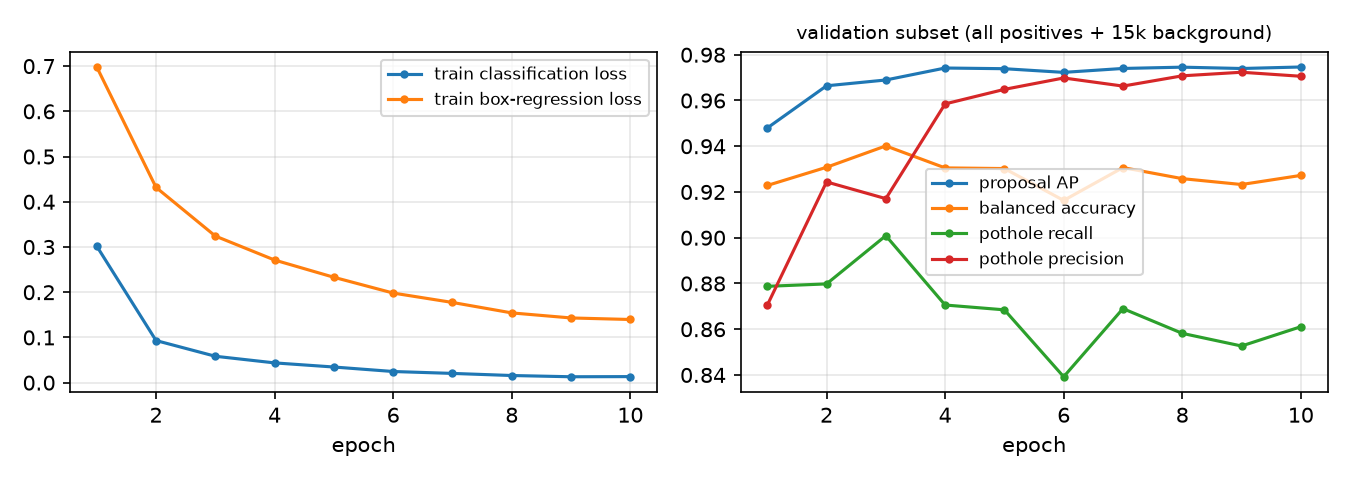 0.7
0.6
0.5
0.4
0.3
0.2
0.1
0.0
2 4 6 8 10
epoch
train classification loss
train box-regression loss
validation subset (all positives + 15k background)
0.98
0.96
0.94
0.92
0.90
0.88
0.86
0.84
2 4 6 8 10
epoch
proposal AP
balanced accuracy
pothole recall
pothole precision